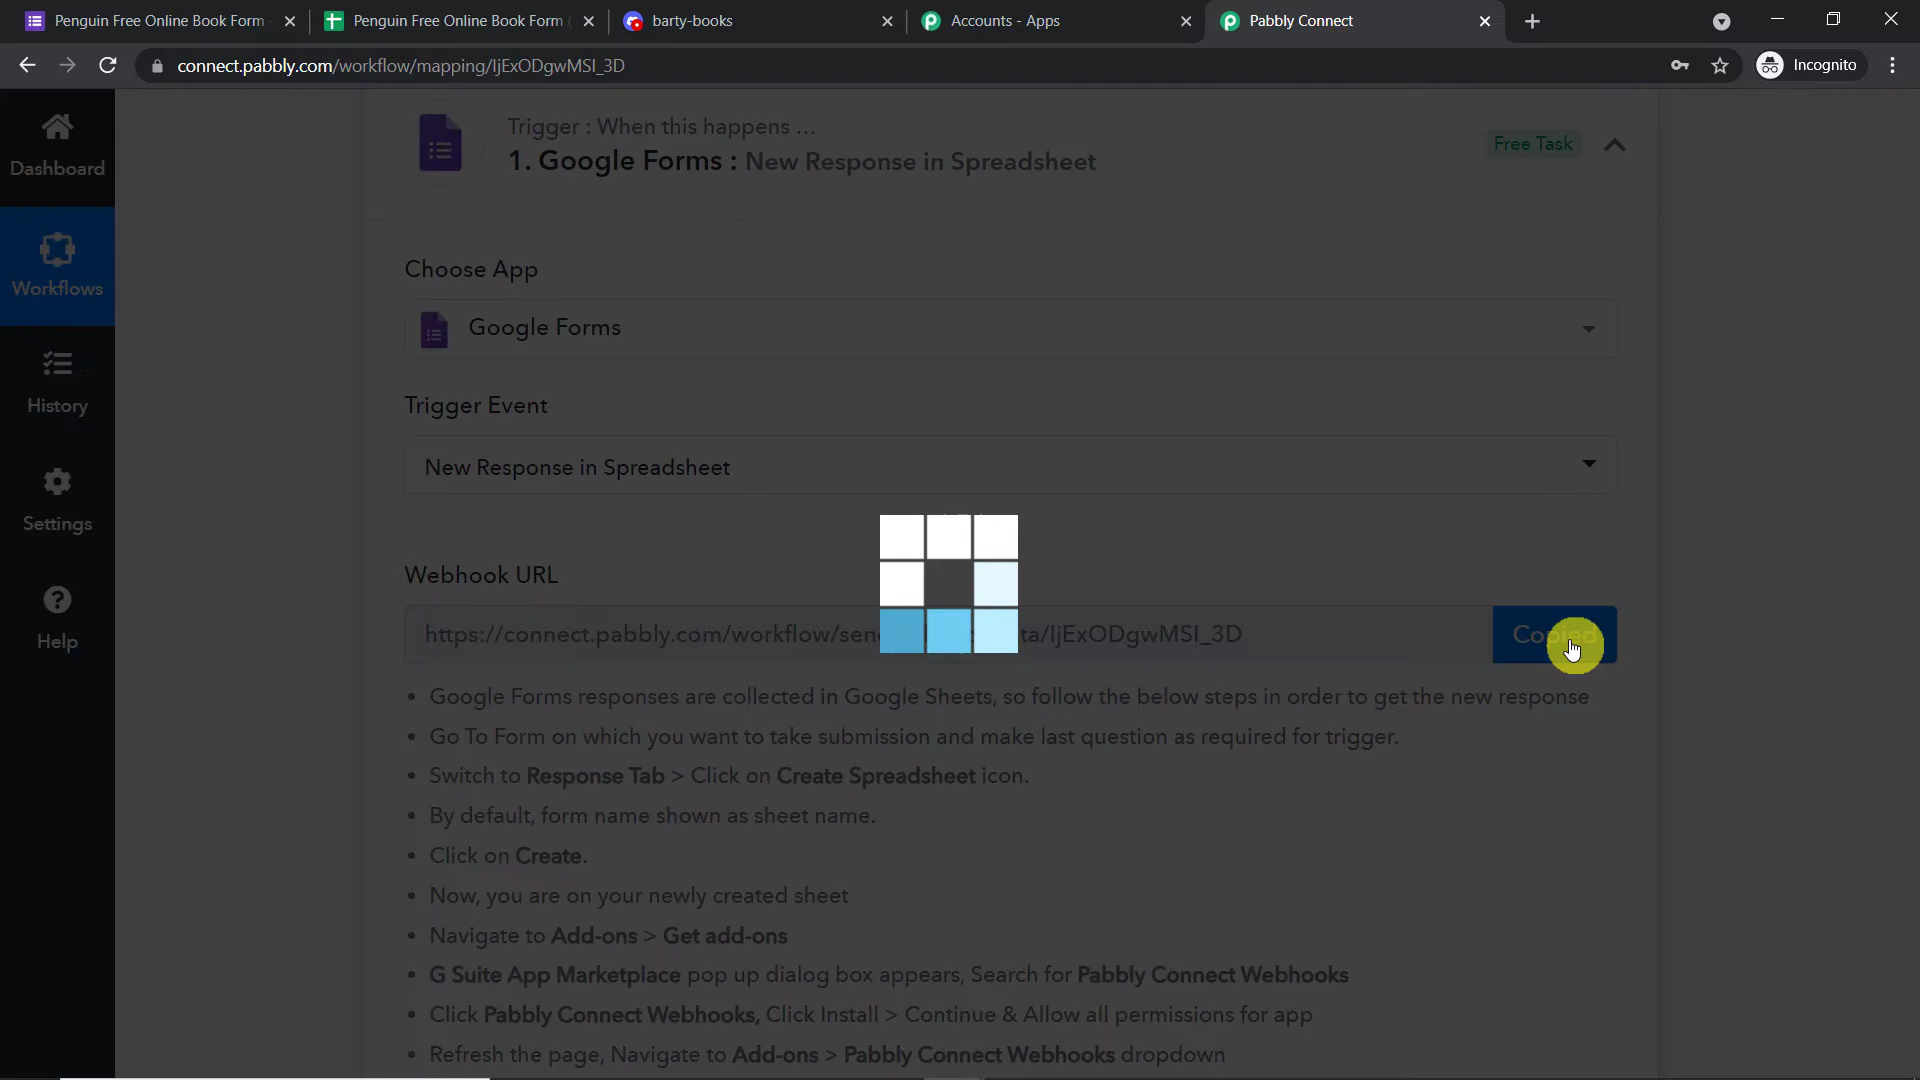 Penguin Free Online Book Form
Penguin Free Online Book Form (
barty-books
Accounts - Apps
Pabbly Connect
connect.pabbly.com/workflow/mapping/IjExODgwMSI_3D
Incognito
Dashboard
Workflows
History
Settings
Help
Trigger : When this happens ...
1. Google Forms : New Response in Spreadsheet
Free Task
Choose App
Google Forms
Trigger Event
New Response in Spreadsheet
Webhook URL
https://connect.pabbly.com/workflow/sen ta/IjExODgwMSI_3D
Copied
• Google Forms responses are collected in Google Sheets, so follow the below steps in order to get the new response
• Go To Form on which you want to take submission and make last question as required for trigger.
• Switch to Response Tab > Click on Create Spreadsheet icon.
• By default, form name shown as sheet name.
• Click on Create.
• Now, you are on your newly created sheet
• Navigate to Add-ons > Get add-ons
• G Suite App Marketplace pop up dialog box appears, Search for Pabbly Connect Webhooks
• Click Pabbly Connect Webhooks, Click Install > Continue & Allow all permissions for app
• Refresh the page, Navigate to Add-ons > Pabbly Connect Webhooks dropdown